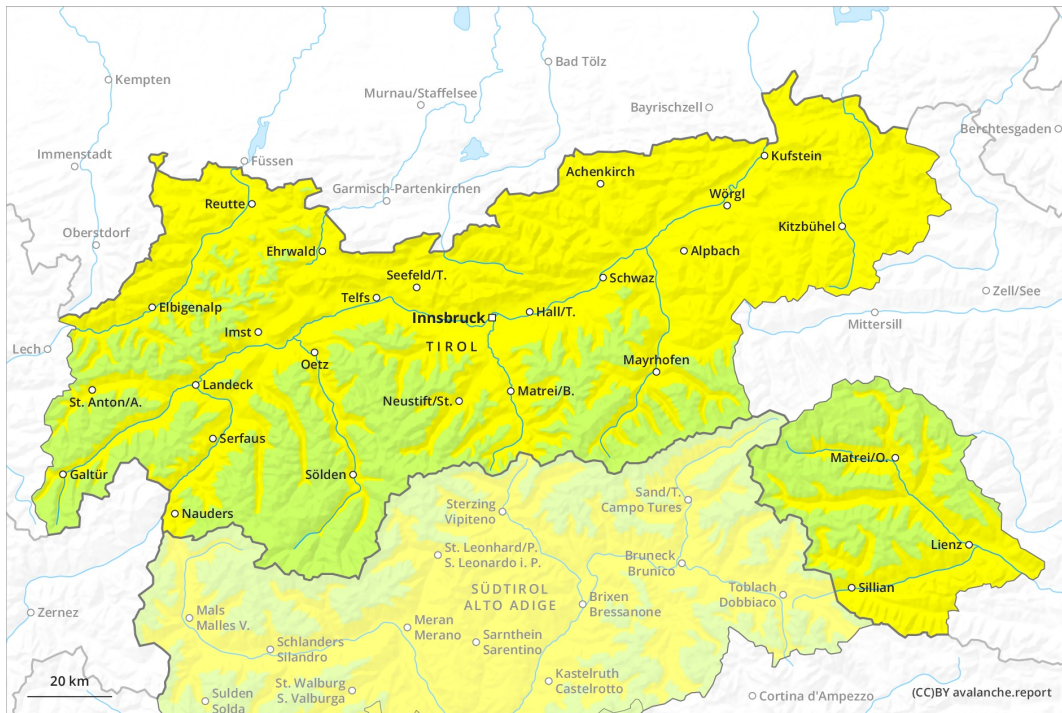 Bad Tölz
Kempten
Murnau/Staffelsee
Bayrischzell
Berchtesgaden
Immenstadt
Füssen
Kufstein
Achenkirch
Garmisch-Partenkirchen
Wörgl
Reutte
Kitzbühel
Oberstdorf
Ehrwald
Alpbach
Seefeld/T.
Schwaz
Zell/See
Telfs
Elbigenalp
Innsbruck
Hall/T.
Mittersill
Imst
TIROL
Lech
Oetz
Mayrhofen
Landeck
St. Anton/A.
Neustift/St.
Matrei/B.
Serfaus
Matrei/O.
Galtür
Sölden
Sand/T.
Campo Tures
Sterzing
Vipiteno
Nauders
Lienz
St. Leonhard/P.
S. Leonardo i. P.
Bruneck
Brunico
SÜDTIROL
ALTO ADIGE
Sillian
Toblach
Dobbiaco
Brixen
Bressanone
Zernez
Mals
Malles V.
Meran
Merano
Sarnthein
Sarentino
Schlanders
Silandro
20 km
St. Walburg
S. Valburga
Kastelruth
Castelrotto
Sulden
Solda
Cortina d'Ampezzo
(CC)BY avalanche.report